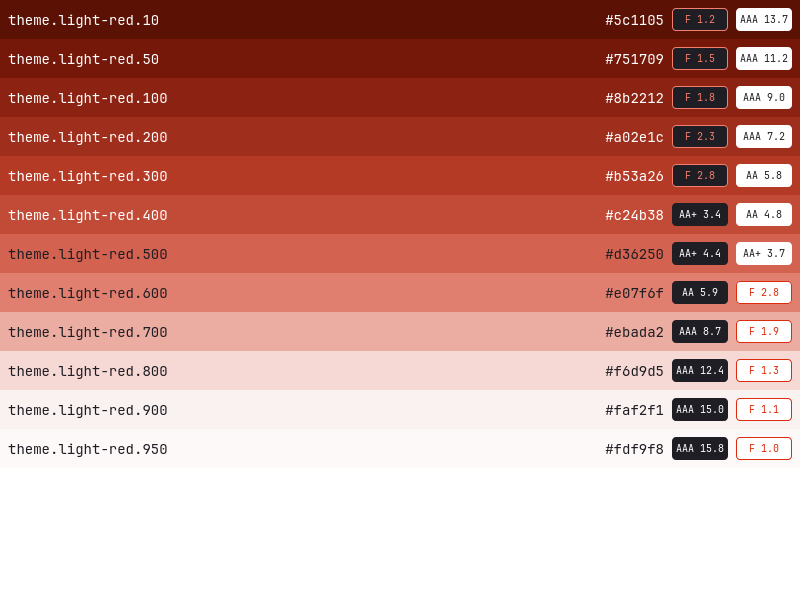 theme.light-red.10 #5c1105 F 1.2 AAA 13.7
theme.light-red.50 #751709 F 1.5 AAA 11.2
theme.light-red.100 #8b2212 F 1.8 AAA 9.0
theme.light-red.200 #a02e1c F 2.3 AAA 7.2
theme.light-red.300 #b53a26 F 2.8 AA 5.8
theme.light-red.400 #c24b38 AA+ 3.4 AA 4.8
theme.light-red.500 #d36250 AA+ 4.4 AA+ 3.7
theme.light-red.600 #e07f6f AA 5.9 F 2.8
theme.light-red.700 #ebada2 AAA 8.7 F 1.9
theme.light-red.800 #f6d9d5 AAA 12.4 F 1.3
theme.light-red.900 #faf2f1 AAA 15.0 F 1.1
theme.light-red.950 #fdf9f8 AAA 15.8 F 1.0